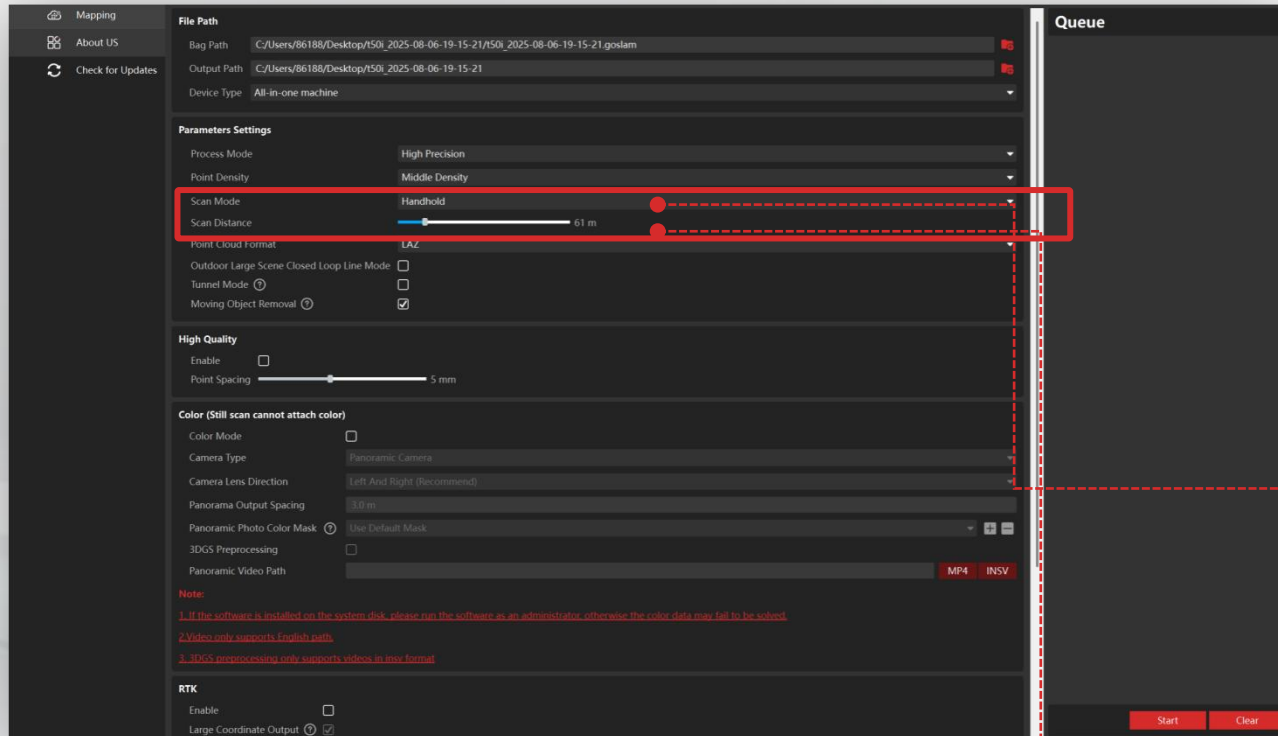 Mapping
About US
Check for Updates
File Path
Bag Path C:/Users/86188/Desktop/t50i_2025-08-06-19-15-21/t50i_2025-08-06-19-15-21.goslam
Output Path C:/Users/86188/Desktop/t50i_2025-08-06-19-15-21
Device Type All-in-one machine
Parameters Settings
Process Mode High Precision
Point Density Middle Density
Scan Mode Handhold
Scan Distance 61 m
Point Cloud Format LAZ
Outdoor Large Scene Closed Loop Line Mode
Tunnel Mode ?
Moving Object Removal ?
High Quality
Enable
Point Spacing 5 mm
Color (Still scan cannot attach color)
Color Mode
Camera Type Panoramic Camera
Camera Lens Direction Left And Right (Recommend)
Panorama Output Spacing 3.0 m
Panoramic Photo Color Mask ? Use Default Mask
3DGS Preprocessing
Panoramic Video Path MP4 INSV
Note:
1. If the software is installed on the system disk, please run the software as an administrator, otherwise the color data may fail to be solved.
2.Video only supports English path.
3. 3DGS preprocessing only supports videos in insv format
RTK
Enable
Large Coordinate Output ?
Queue
Start Clear